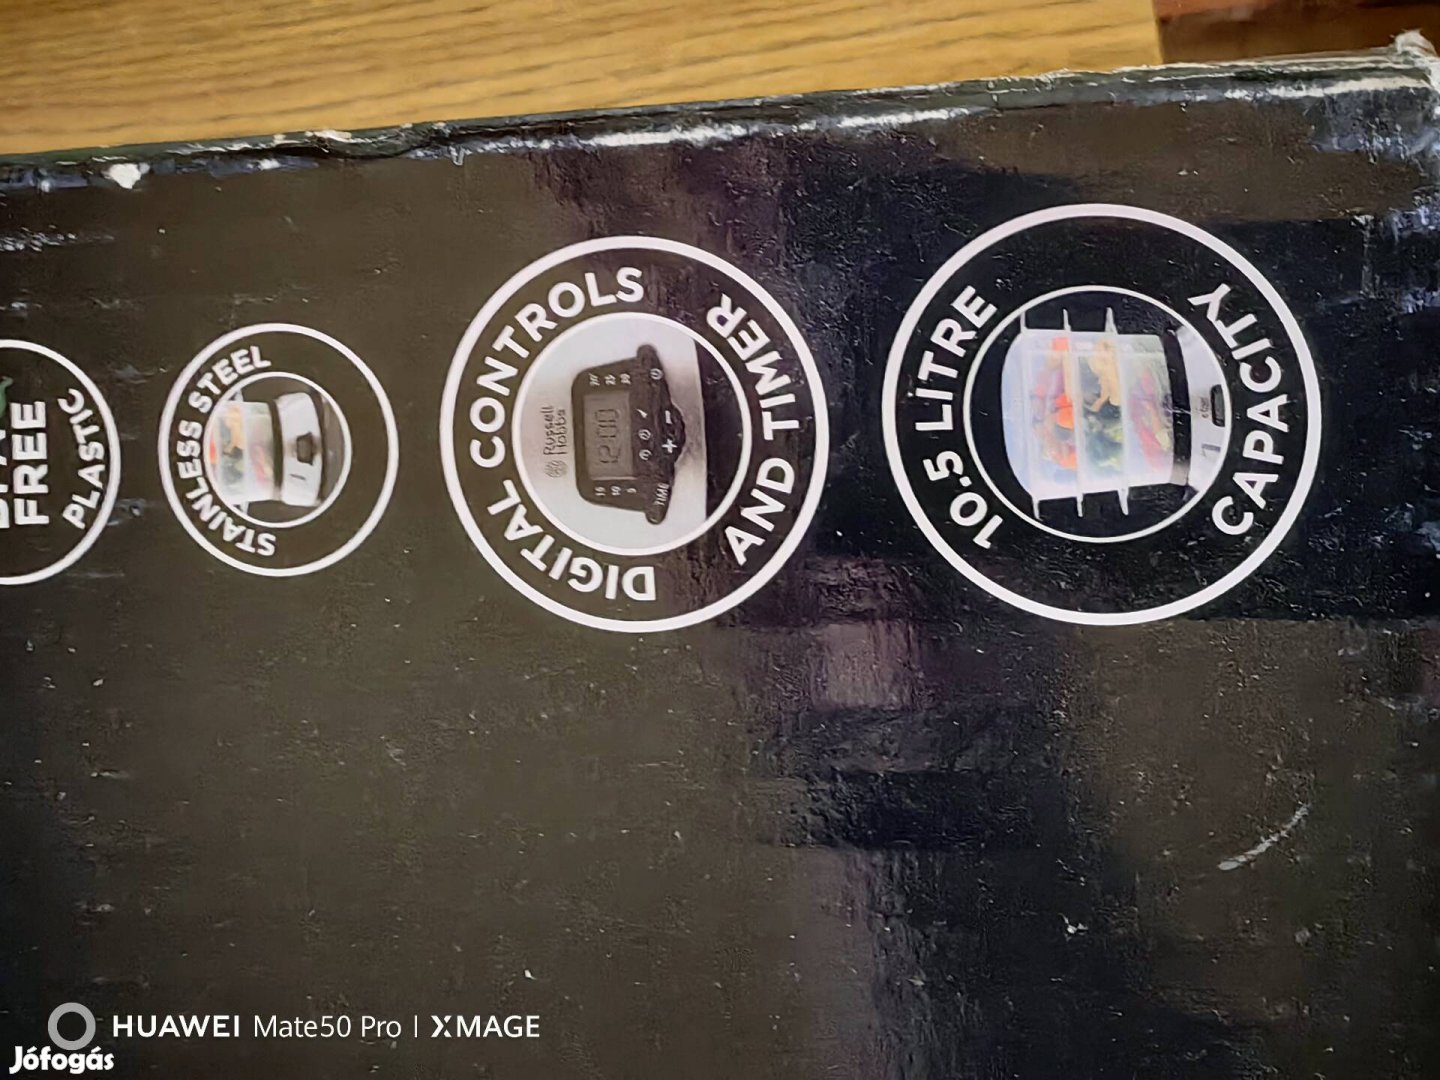 FREE
PLASTIC
STAINLESS STEEL
DIGITAL CONTROLS
AND TIMER
Russell
Hobbs
12:00
TIME
10.5 LITRE
CAPACITY
HUAWEI Mate50 Pro | XMAGE
Jófogás